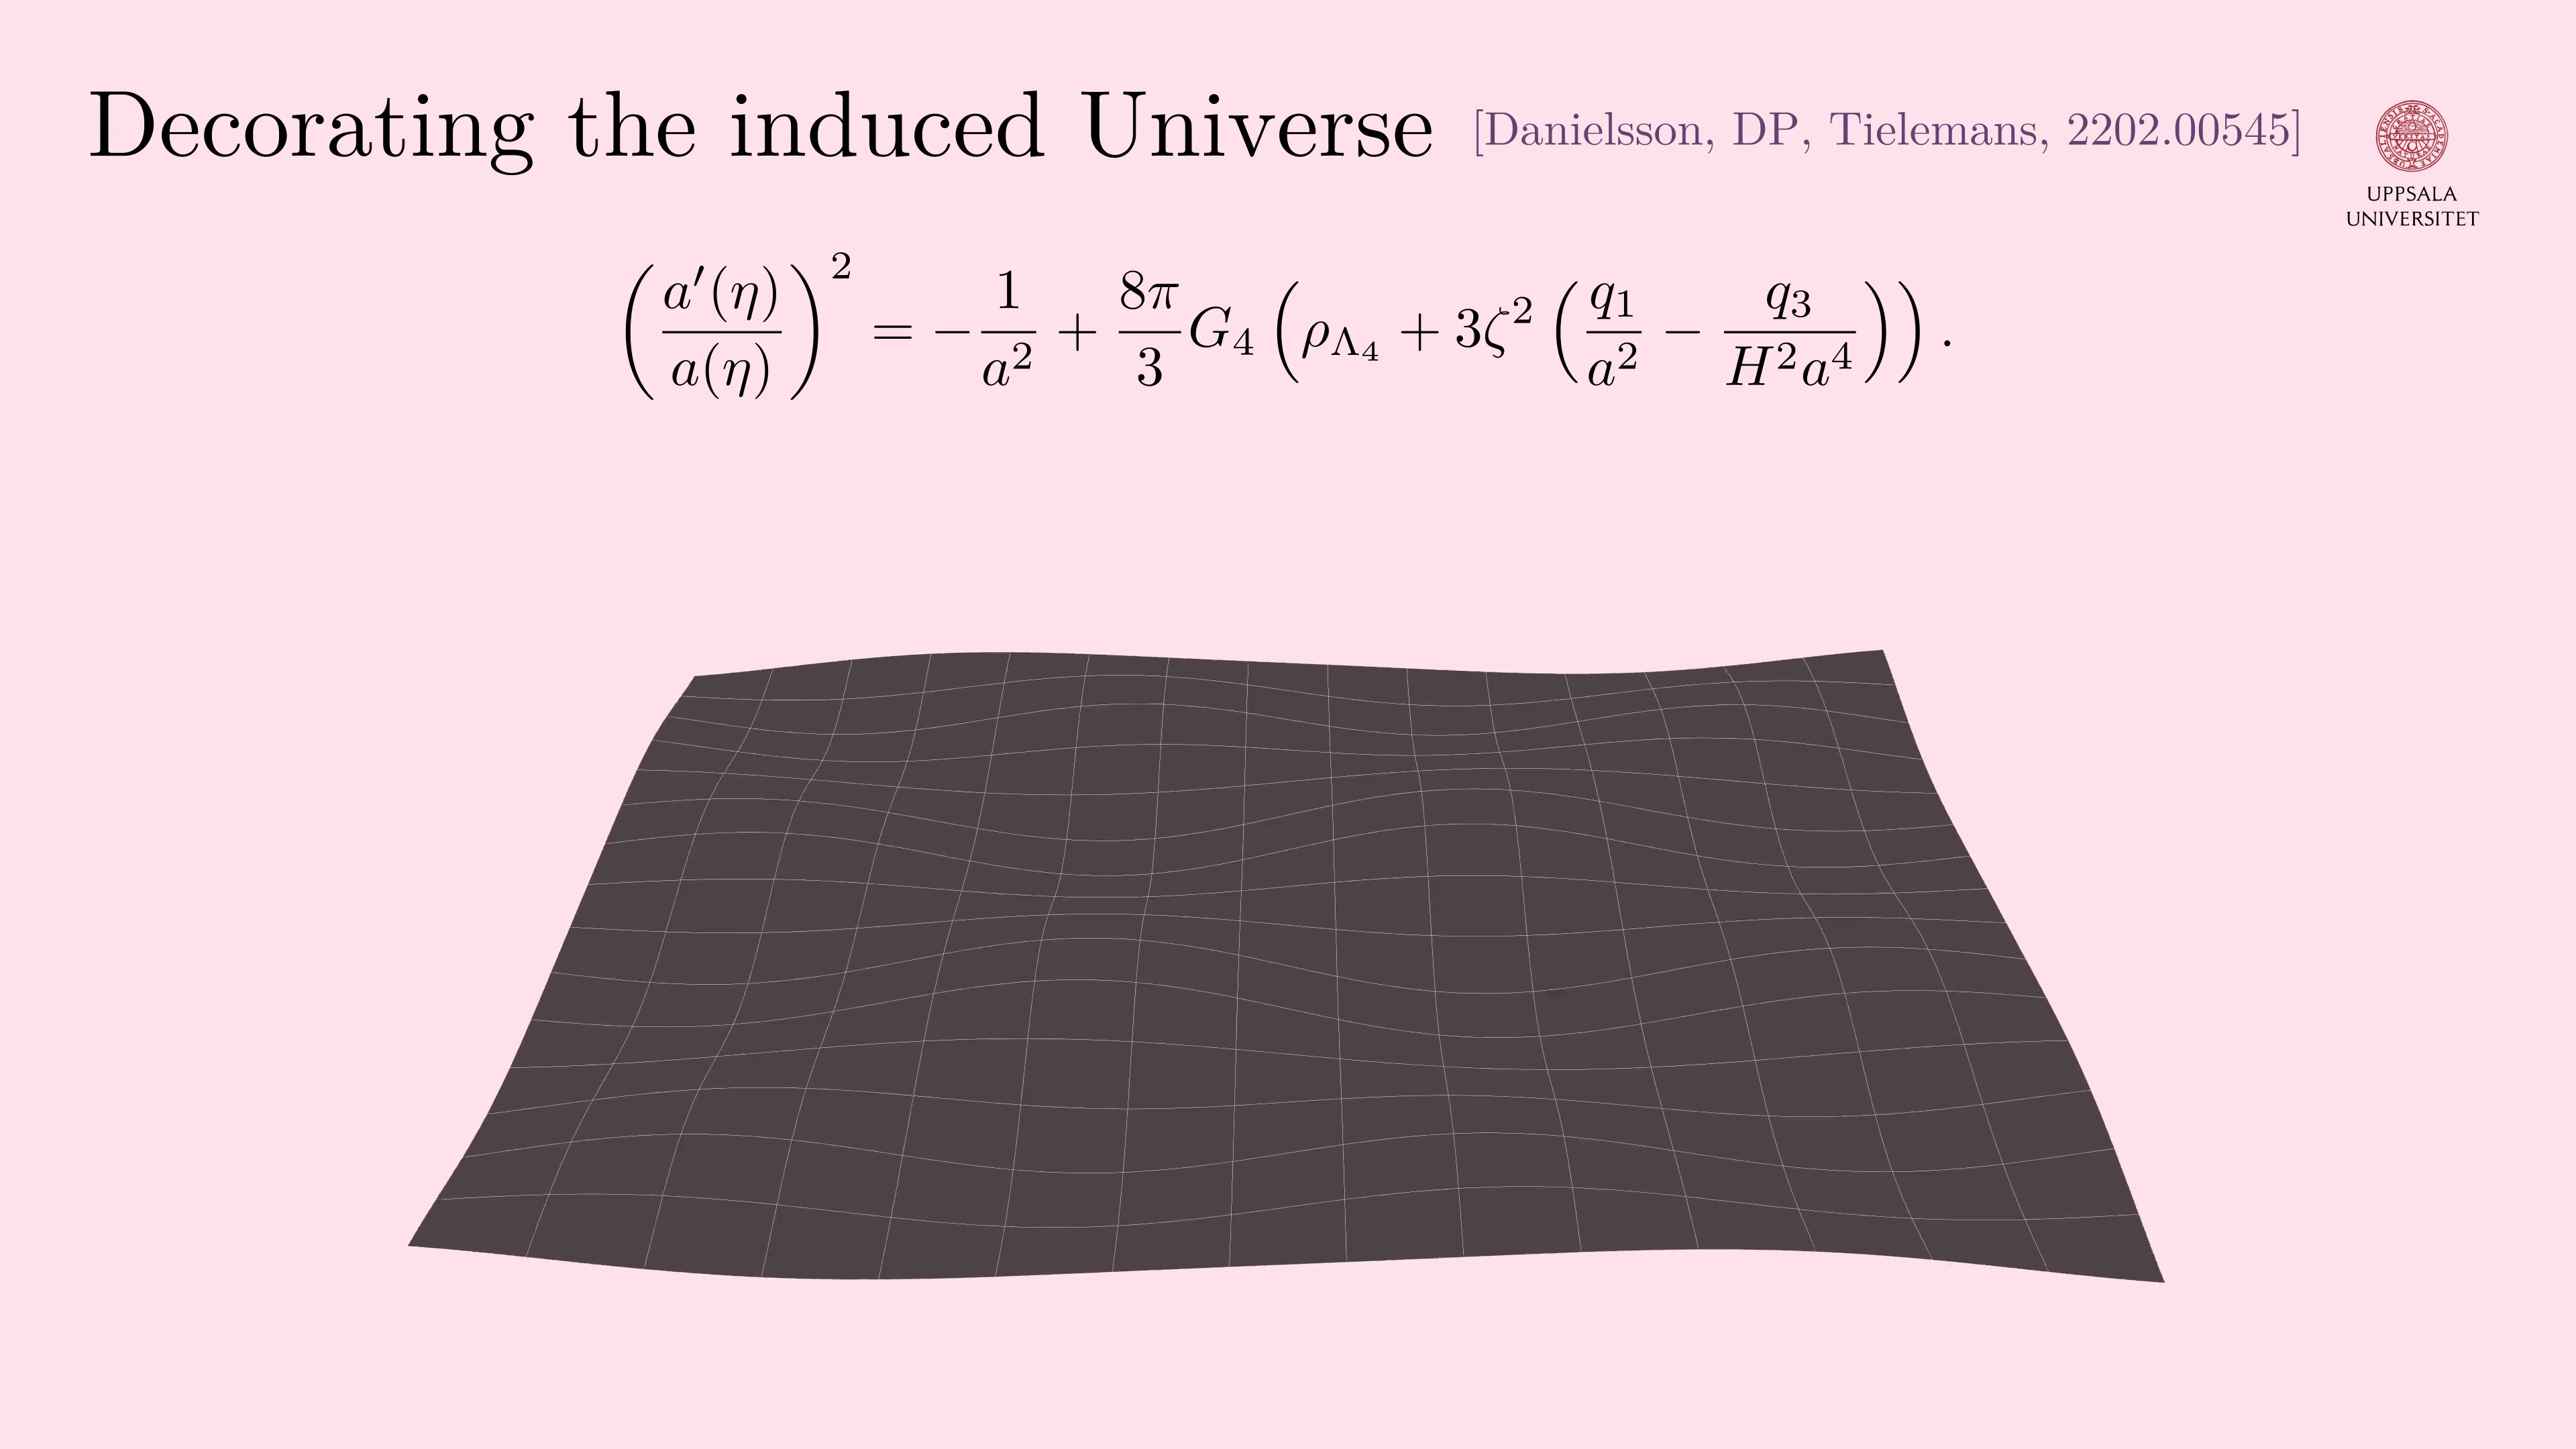 Decorating the induced Universe [Danielsson, DP, Tielemans, 2202.00545]
UPPSALA
UNIVERSITET
(a′(η)/a(η))² = −1/a² + 8π/3 G₄ (ρ_Λ₄ + 3ζ² (q₁/a² − q₃/H²a⁴)) .